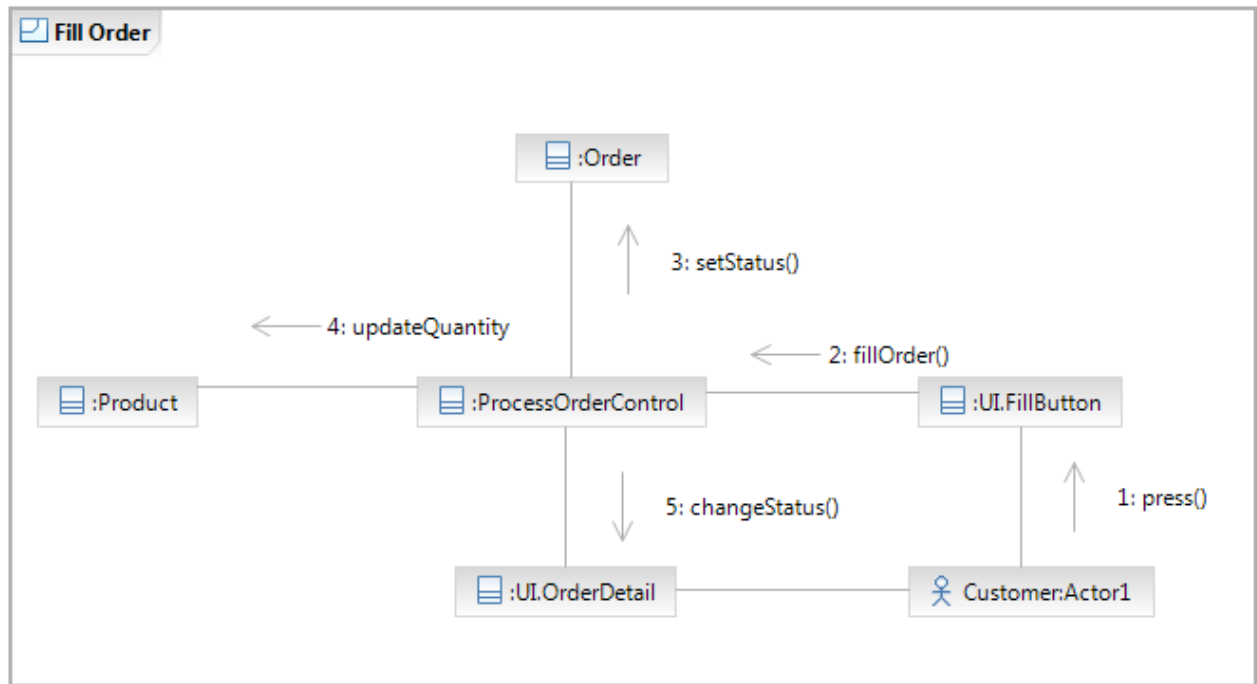 Fill Order
:Order
3: setStatus()
4: updateQuantity
2: fillOrder()
:Product
:ProcessOrderControl
:UI.FillButton
5: changeStatus()
1: press()
:UI.OrderDetail
Customer:Actor1